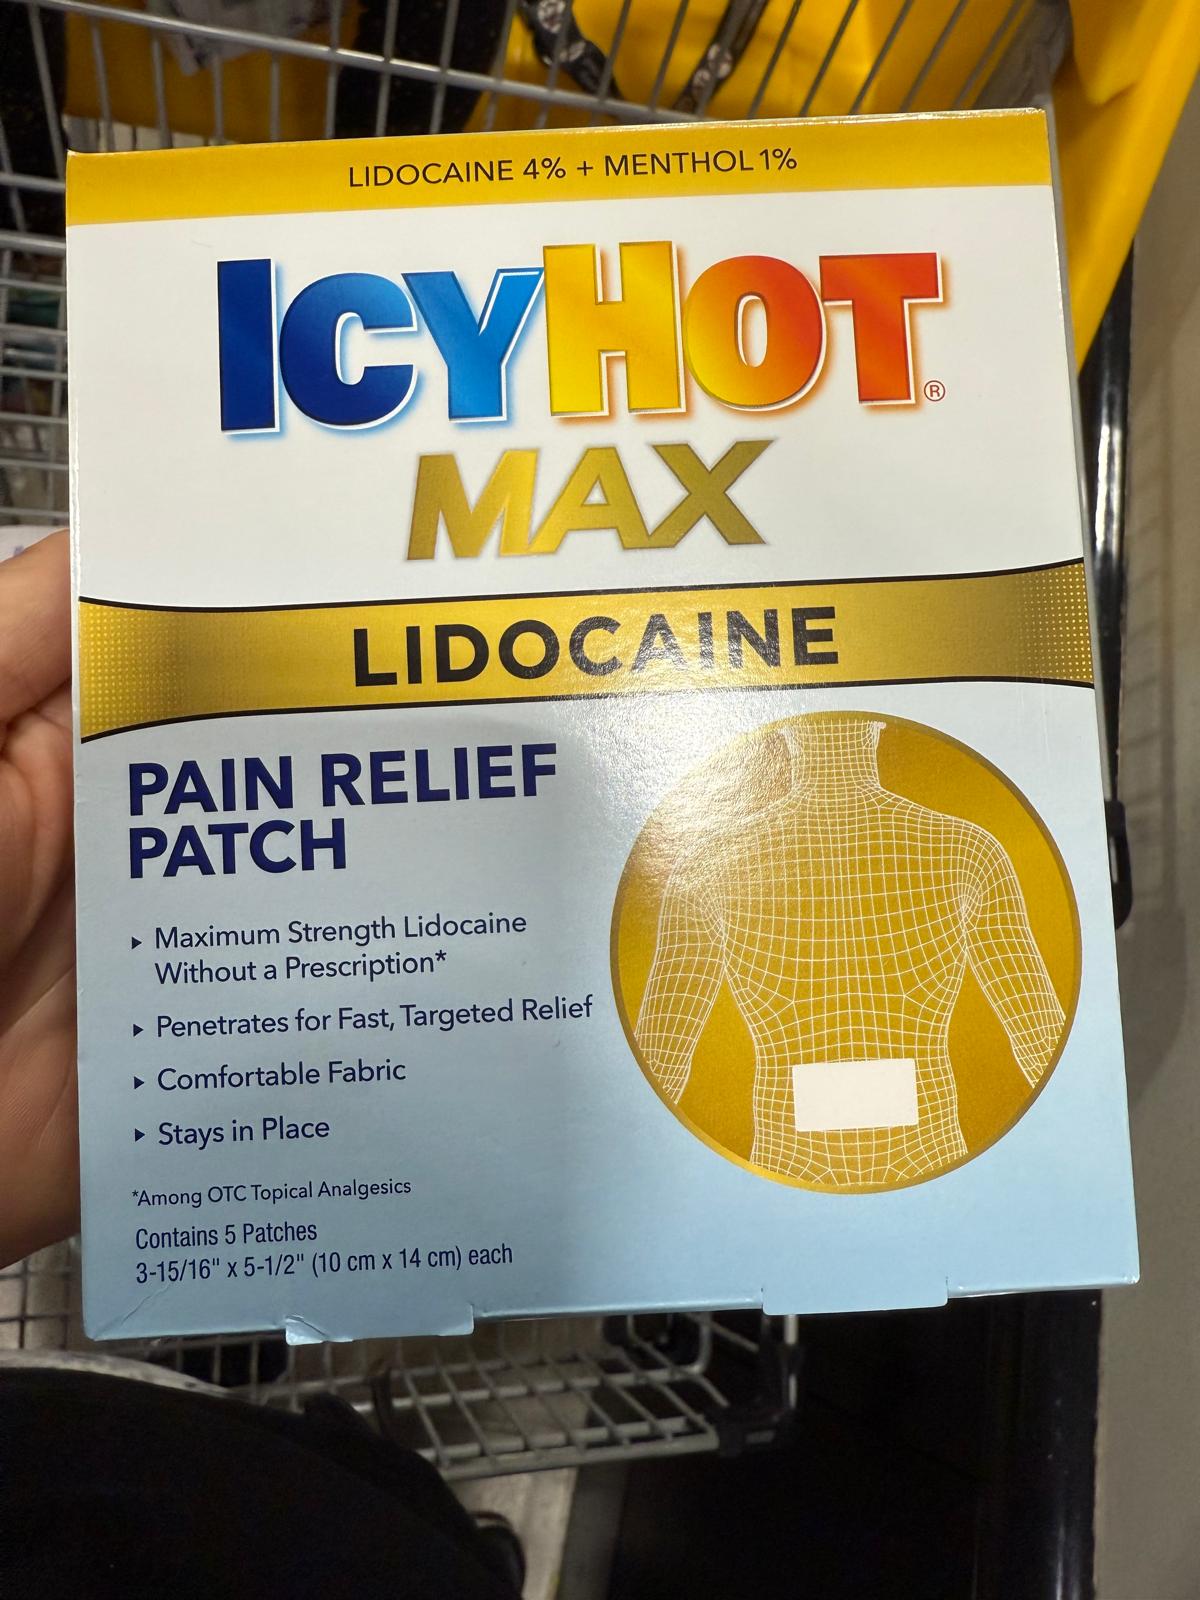 LIDOCAINE 4% + MENTHOL 1%
ICYHOT®
MAX
LIDOCAINE
PAIN RELIEF
PATCH
▸ Maximum Strength Lidocaine
Without a Prescription*
▸ Penetrates for Fast, Targeted Relief
▸ Comfortable Fabric
▸ Stays in Place
*Among OTC Topical Analgesics
Contains 5 Patches
3-15/16" x 5-1/2" (10 cm x 14 cm) each